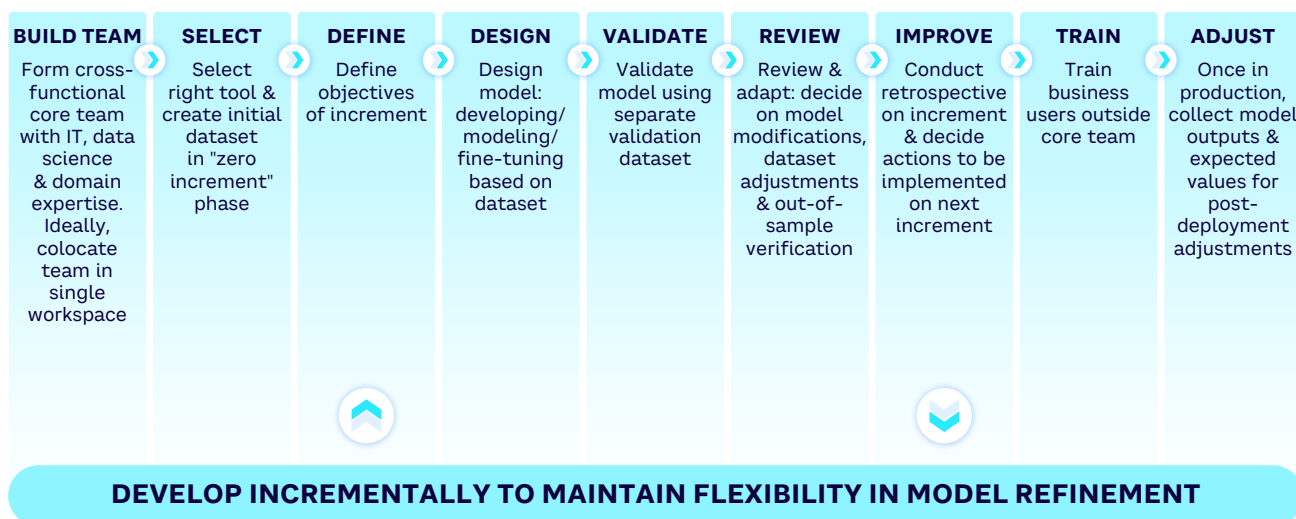 BUILD TEAM
Form cross-
functional
core team
with IT, data
science
& domain
expertise.
Ideally,
colocate
team in
single
workspace
SELECT
Select
right tool &
create initial
dataset
in "zero
increment"
phase
DEFINE
Define
objectives
of increment
DESIGN
Design
model:
developing/
modeling/
fine-tuning
based on
dataset
VALIDATE
Validate
model using
separate
validation
dataset
REVIEW
Review &
adapt: decide
on model
modifications,
dataset
adjustments
& out-of-
sample
verification
IMPROVE
Conduct
retrospective
on increment
& decide
actions to be
implemented
on next
increment
TRAIN
Train
business
users outside
core team
ADJUST
Once in
production,
collect model
outputs &
expected
values for
post-
deployment
adjustments
DEVELOP INCREMENTALLY TO MAINTAIN FLEXIBILITY IN MODEL REFINEMENT